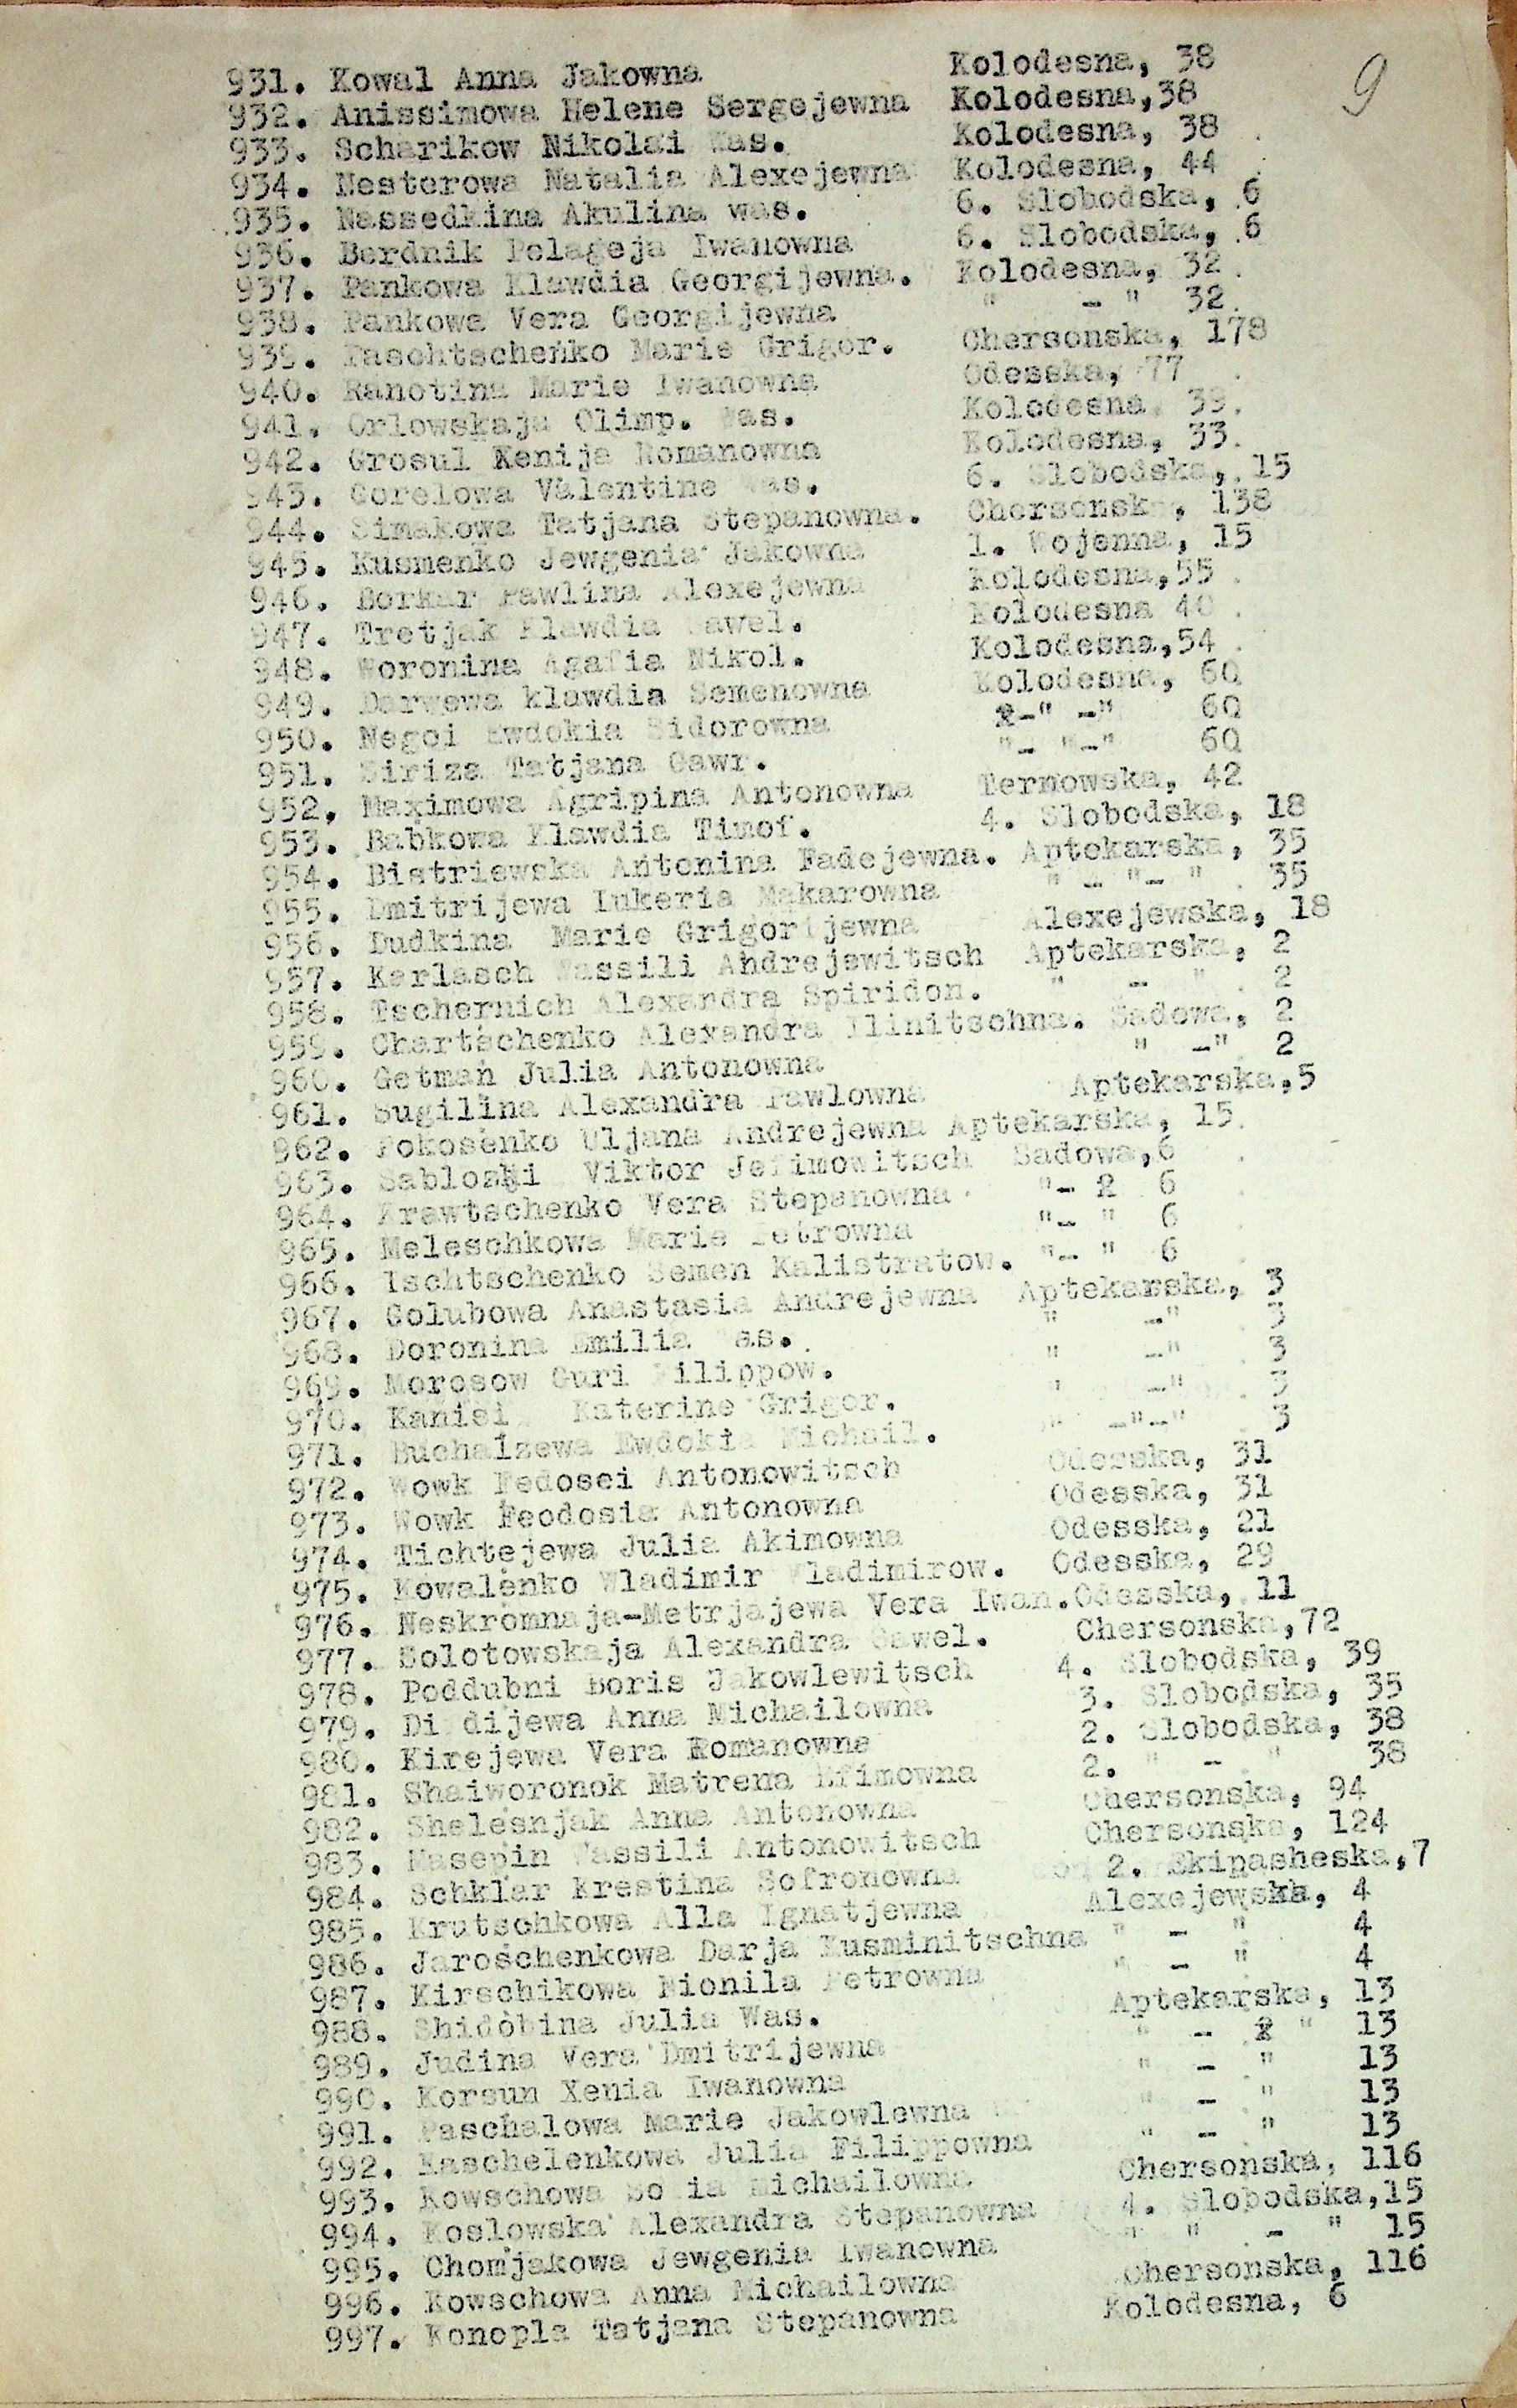 9
931. Kowal Anna Jakowna Kolodesna, 38
932. Anissimowa Helene Sergejewna Kolodesna,38
933. Scharikow Nikolai Was. Kolodesna, 38
934. Nesterowa Natalia Alexejewna Kolodesna, 44
935. Nassedkina Akulina Was. 6. Slobodska, 6
936. Berdnik Pelageja Iwanowna 6. Slobodska, 6
937. Pankowa Klawdia Georgijewna. Kolodesna, 32
938. Pankowa Vera Georgijewna " - " 32
939. Paschtschenko Marie Grigor. Chersonska, 178
940. Ranotina Marie Iwanowna Odesska, 77
941. Orlowskaja Olimp. Was. Kolodesna 39.
942. Grosul Xenija Romanowna Kolodesna, 33.
943. Gorelowa Valentine Was. 6. Slobodska, 15
944. Simakowa Tatjana Stepanowna. Chersonska, 138
945. Kusmenko Jewgenia Jakowna 1. Wojenna, 15
946. Pawlina Alexejewna Kolodesna,55
947. Tretjak Klawdia Pawel. Kolodesna 40
948. Woronina Agafia Nikol. Kolodesna,54
949. klawdia Semenowna Kolodesna, 60
950. Negoi Ewdokia Sidorowna "-" -" 60
951. Tatjana Gawr. "- "-" 60
952. Maximowa Agripina Antonowna Ternowska, 42
953. Babkowa Klawdia Timof. 4. Slobodska, 18
954. Bistriewska Antonina Fadejewna. Aptekarska, 35
955. Dmitrijewa Lukeria Makarowna " - "- " 35
956. Dudkina Marie Grigorijewna Alexejewska, 18
957. Kerlasch Wassili Andrejewitsch Aptekarska, 2
958. Tschernich Alexandra Spiridon. " - " 2
959. Chartschenko Alexandra Ilinitschna. Sadowa, 2
960. Getman Julia Antonowna " -" 2
961. Sugilina Alexandra Pawlowna Aptekarska,5
962. Pokosenko Uljana Andrejewna Aptekarska, 15
963. Viktor Jefimowitsch Sadowa,6
964. Krawtschenko Vera Stepanowna "- " 6
965. Meleschkowa Marie Petrowna "- " 6
966. Ischtschenko Semen Kalistratow. "- " 6
967. Golubowa Anastasia Andrejewna Aptekarska, 3
968. Doronina Emilia Was. " -" 3
969. Morosow Guri Filippow. " -" 3
970. Kanisi Katerine Grigor. " -" 3
971. Buchalzewa Ewdokia Michail. " -"-" 3
972. Wowk Fedosei Antonowitsch Odesska, 31
973. Wowk Feodosia Antonowna Odesska, 31
974. Tichtejewa Julia Akimowna Odesska, 21
975. Kowalenko Wladimir Wladimirow. Odesska, 29
976. Neskromnaja-Metrjajewa Vera Iwan. Odesska, 11
977. Solotowskaja Alexandra Sawel. Chersonska,72
978. Poddubni Boris Jakowlewitsch 4. Slobodska, 39
979. Anna Michailowna 3. Slobodska, 35
980. Kirejewa Vera Romanowna 2. Slobodska, 38
981. Shaiworonok Matrena Efimowna 2. " - " 38
982. Shelesnjak Anna Antonowna Chersonska, 94
983. Masepin Wassili Antonowitsch Chersonska, 124
984. Schklar Krestina Sofronowna 2. Ekipasheska,7
985. Krutschkowa Alla Ignatjewna Alexejewska, 4
986. Jaroschenkowa Darja Kusminitschna " - " 4
987. Kirschikowa Nionila Petrowna " - " 4
988. Shidobina Julia Was. Aptekarska, 13
989. Judina Vera Dmitrijewna " - " 13
990. Korsun Xenia Iwanowna " - " 13
991. Paschalowa Marie Jakowlewna " - " 13
992. Kaschelenkowa Julia Filippowna " - " 13
993. Kowschowa Sofia Michailowna Chersonska, 116
994. Koslowska Alexandra Stepanowna 4. Slobodska,15
995. Chomjakowa Jewgenia Iwanowna " " - " 15
996. Kowschowa Anna Michailowna Chersonska, 116
997. Konopla Tatjana Stepanowna Kolodesna, 6